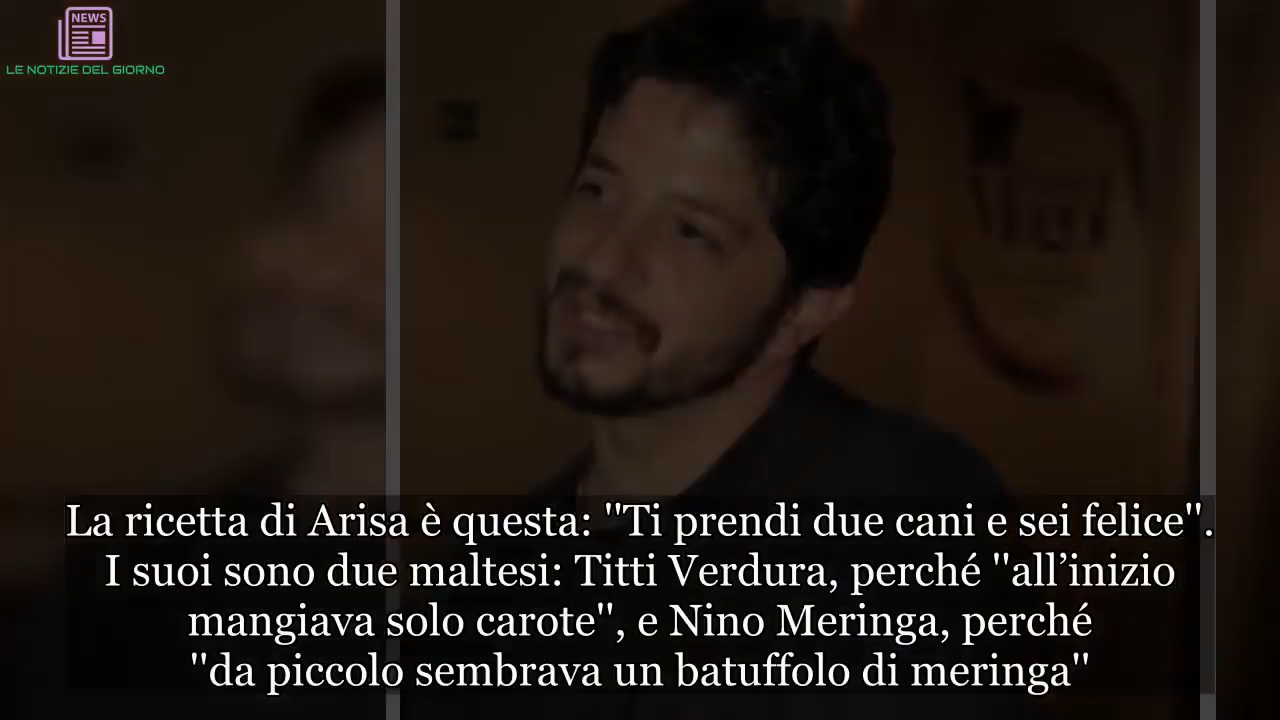 NEWS
LE NOTIZIE DEL GIORNO
La ricetta di Arisa è questa: "Ti prendi due cani e sei felice".
I suoi sono due maltesi: Titti Verdura, perché "all’inizio
mangiava solo carote", e Nino Meringa, perché
"da piccolo sembrava un batuffolo di meringa"